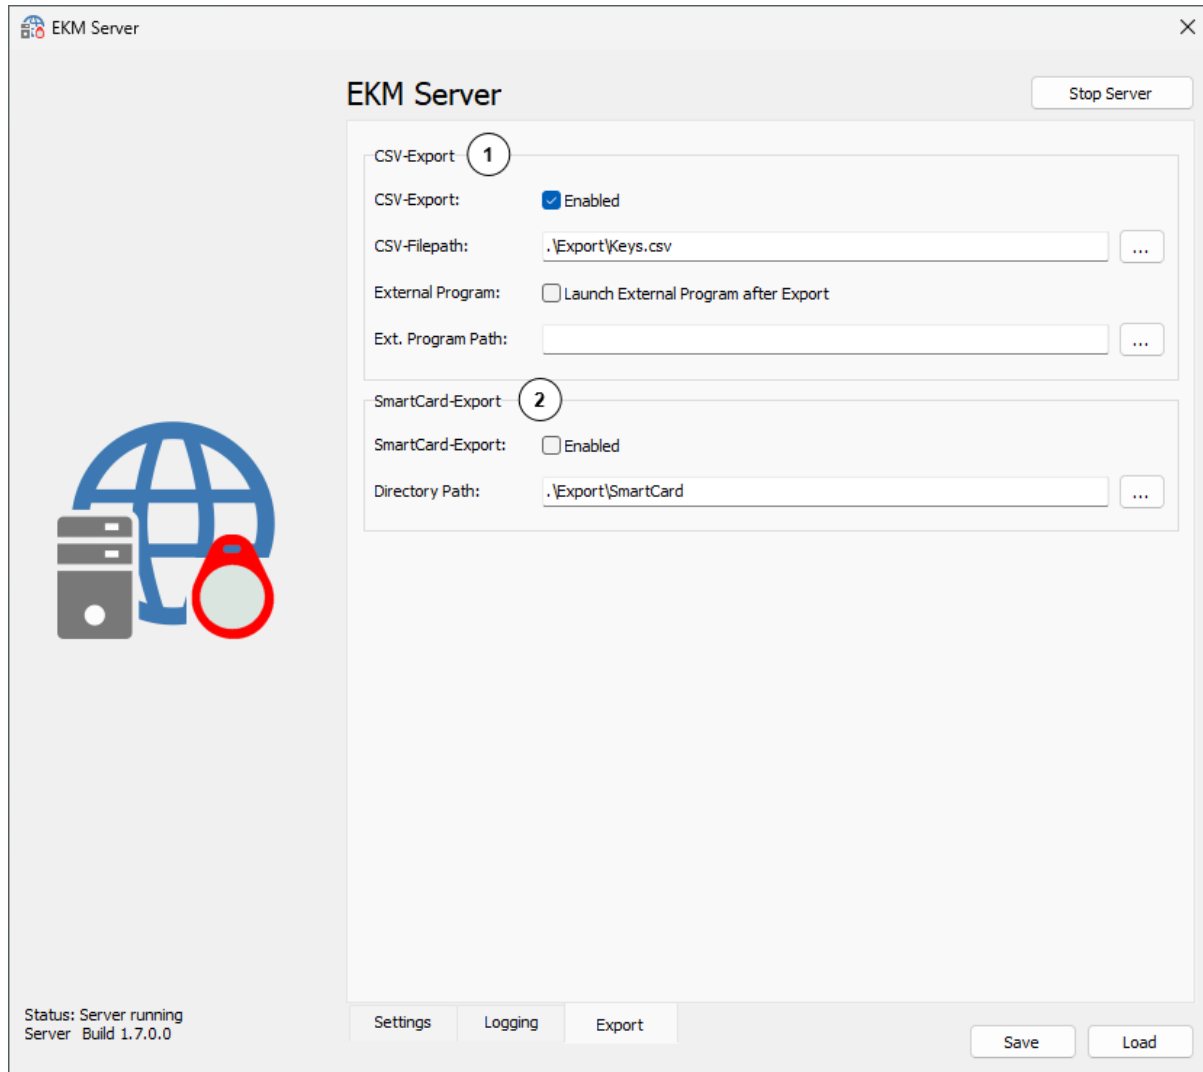 EKM Server
EKM Server
Stop Server
CSV-Export 1
CSV-Export: Enabled
CSV-Filepath: .\Export\Keys.csv ...
External Program: Launch External Program after Export
Ext. Program Path: ...
SmartCard-Export 2
SmartCard-Export: Enabled
Directory Path: .\Export\SmartCard ...
Status: Server running
Server Build 1.7.0.0
Settings Logging Export
Save Load